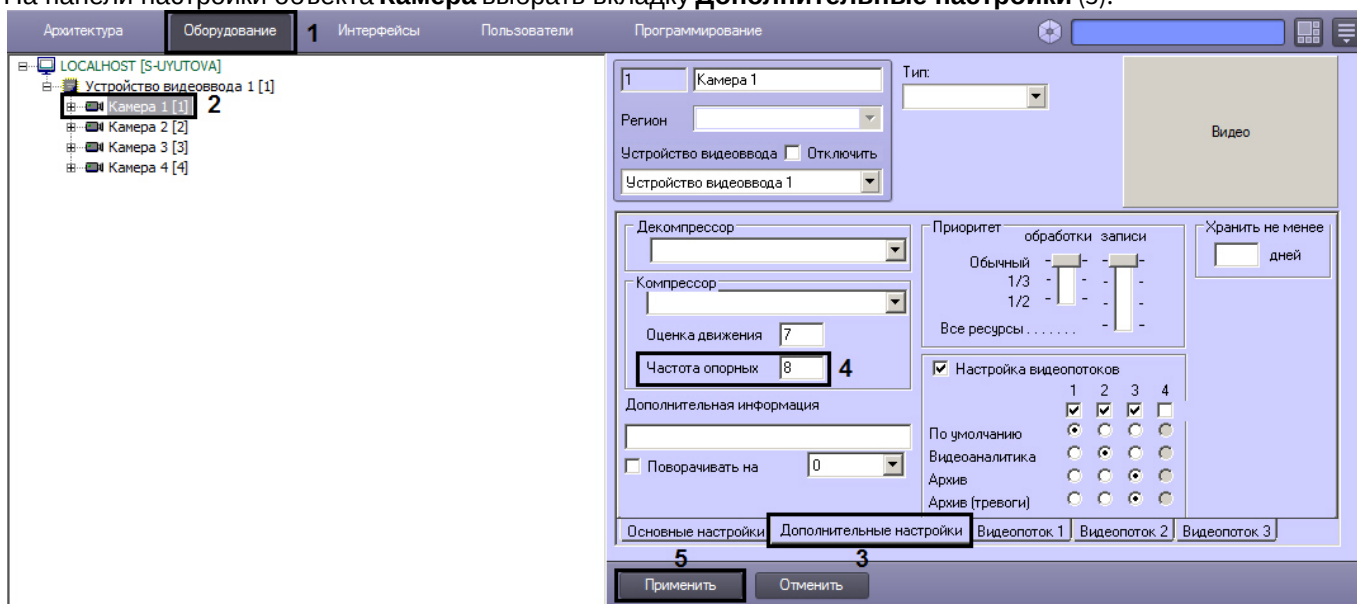 На панели настройки объекта Камера выбрать вкладку Дополнительные настройки (3).
Архитектура Оборудование 1 Интерфейсы Пользователи Программирование
LOCALHOST [S-UYUTOVA]
Устройство видеоввода 1 [1]
Камера 1 [1] 2
Камера 2 [2]
Камера 3 [3]
Камера 4 [4]
1 Камера 1
Тип:
Регион
Устройство видеоввода Отключить
Устройство видеоввода 1
Видео
Декомпрессор
Компрессор
Оценка движения 7
Частота опорных 8 4
Дополнительная информация
Поворачивать на 0
Приоритет
обработки записи
Обычный
1/3
1/2
Все ресурсы . . . . . . .
Хранить не менее
дней
Настройка видеопотоков
1 2 3 4
По умолчанию
Видеоаналитика
Архив
Архив (тревоги)
Основные настройки Дополнительные настройки Видеопоток 1 Видеопоток 2 Видеопоток 3
5 3
Применить Отменить